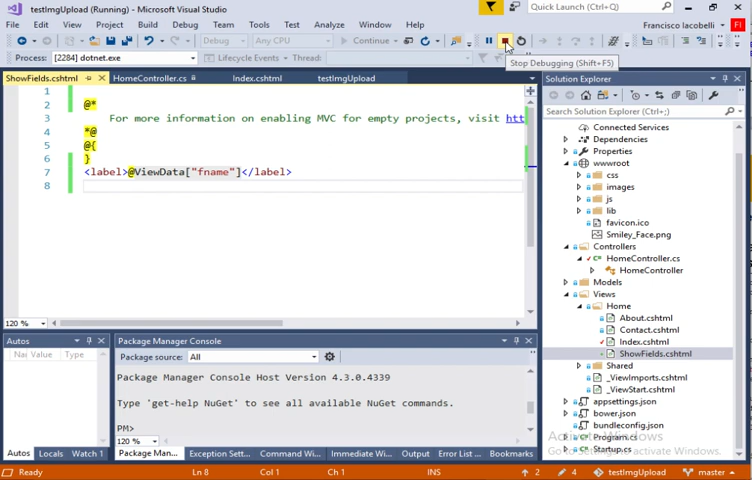 testImgUpload (Running) - Microsoft Visual Studio
Quick Launch (Ctrl+Q)
File Edit View Project Build Debug Team Tools Test Analyze Window Help
Francisco Iacobelli FI
Debug Any CPU Continue
Stop Debugging (Shift+F5)
Process: [2284] dotnet.exe Lifecycle Events Thread:
ShowFields.cshtml HomeController.cs Index.cshtml testImgUpload
1
2 @*
3 For more information on enabling MVC for empty projects, visit htt
4 *@
5 @{
6 }
7 <label>@ViewData["fname"]</label>
8
120 %
Solution Explorer
Search Solution Explorer (Ctrl+;)
Connected Services
Dependencies
Properties
wwwroot
css
images
js
lib
favicon.ico
Smiley_Face.png
Controllers
HomeController.cs
HomeController
Models
Views
Home
About.cshtml
Contact.cshtml
Index.cshtml
ShowFields.cshtml
Shared
_ViewImports.cshtml
_ViewStart.cshtml
appsettings.json
bower.json
bundleconfig.json
Program.cs
Startup.cs
Activate Windows
Go to Settings to activate Windows.
Autos
Name Value Type
Package Manager Console
Package source: All
Package Manager Console Host Version 4.3.0.4339
Type 'get-help NuGet' to see all available NuGet commands.
PM>
120 %
Autos Locals Watch 1
Package Man... Exception Sett... Command Wi... Immediate Wi... Output Error List ... Bookmarks
Ready Ln 8 Col 1 Ch 1 INS 2 4 testImgUpload master